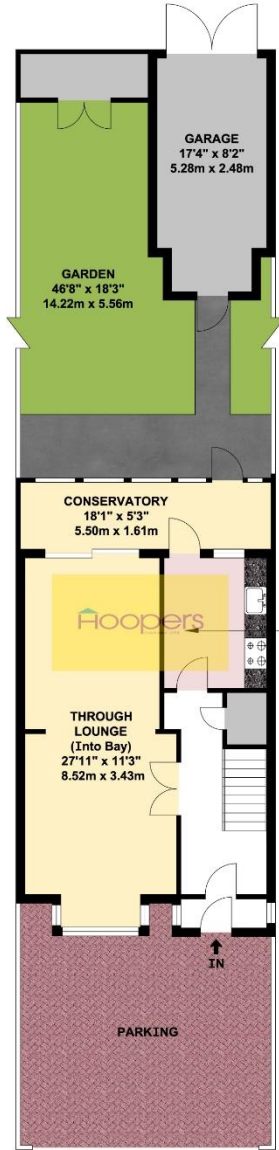 GARAGE
17'4" x 8'2"
5.28m x 2.48m
GARDEN
46'8" x 18'3"
14.22m x 5.56m
CONSERVATORY
18'1" x 5'3"
5.50m x 1.61m
Hoopers
THROUGH
LOUNGE
(Into Bay)
27'11" x 11'3"
8.52m x 3.43m
IN
PARKING